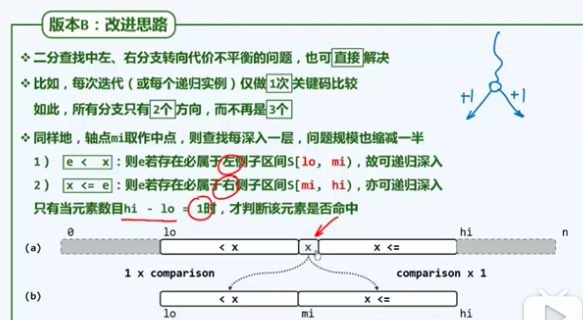 版本B：改进思路
❖ 二分查找中左、右分支转向代价不平衡的问题，也可直接解决
❖ 比如，每次迭代（或每个递归实例）仅做1次关键码比较
如此，所有分支只有2个方向，而不再是3个
❖ 同样地，轴点mi取作中点，则查找每深入一层，问题规模也缩减一半
1） e < x：则e若存在必属于左侧子区间S[lo, mi)，故可递归深入
2） x <= e：则e若存在必属于右侧子区间S[mi, hi)，亦可递归深入
只有当元素数目hi - lo = 1时，才判断该元素是否命中
+1 +1
0 lo hi n
(a) < x x x <=
1 x comparison comparison x 1
(b) < x x <=
lo mi hi